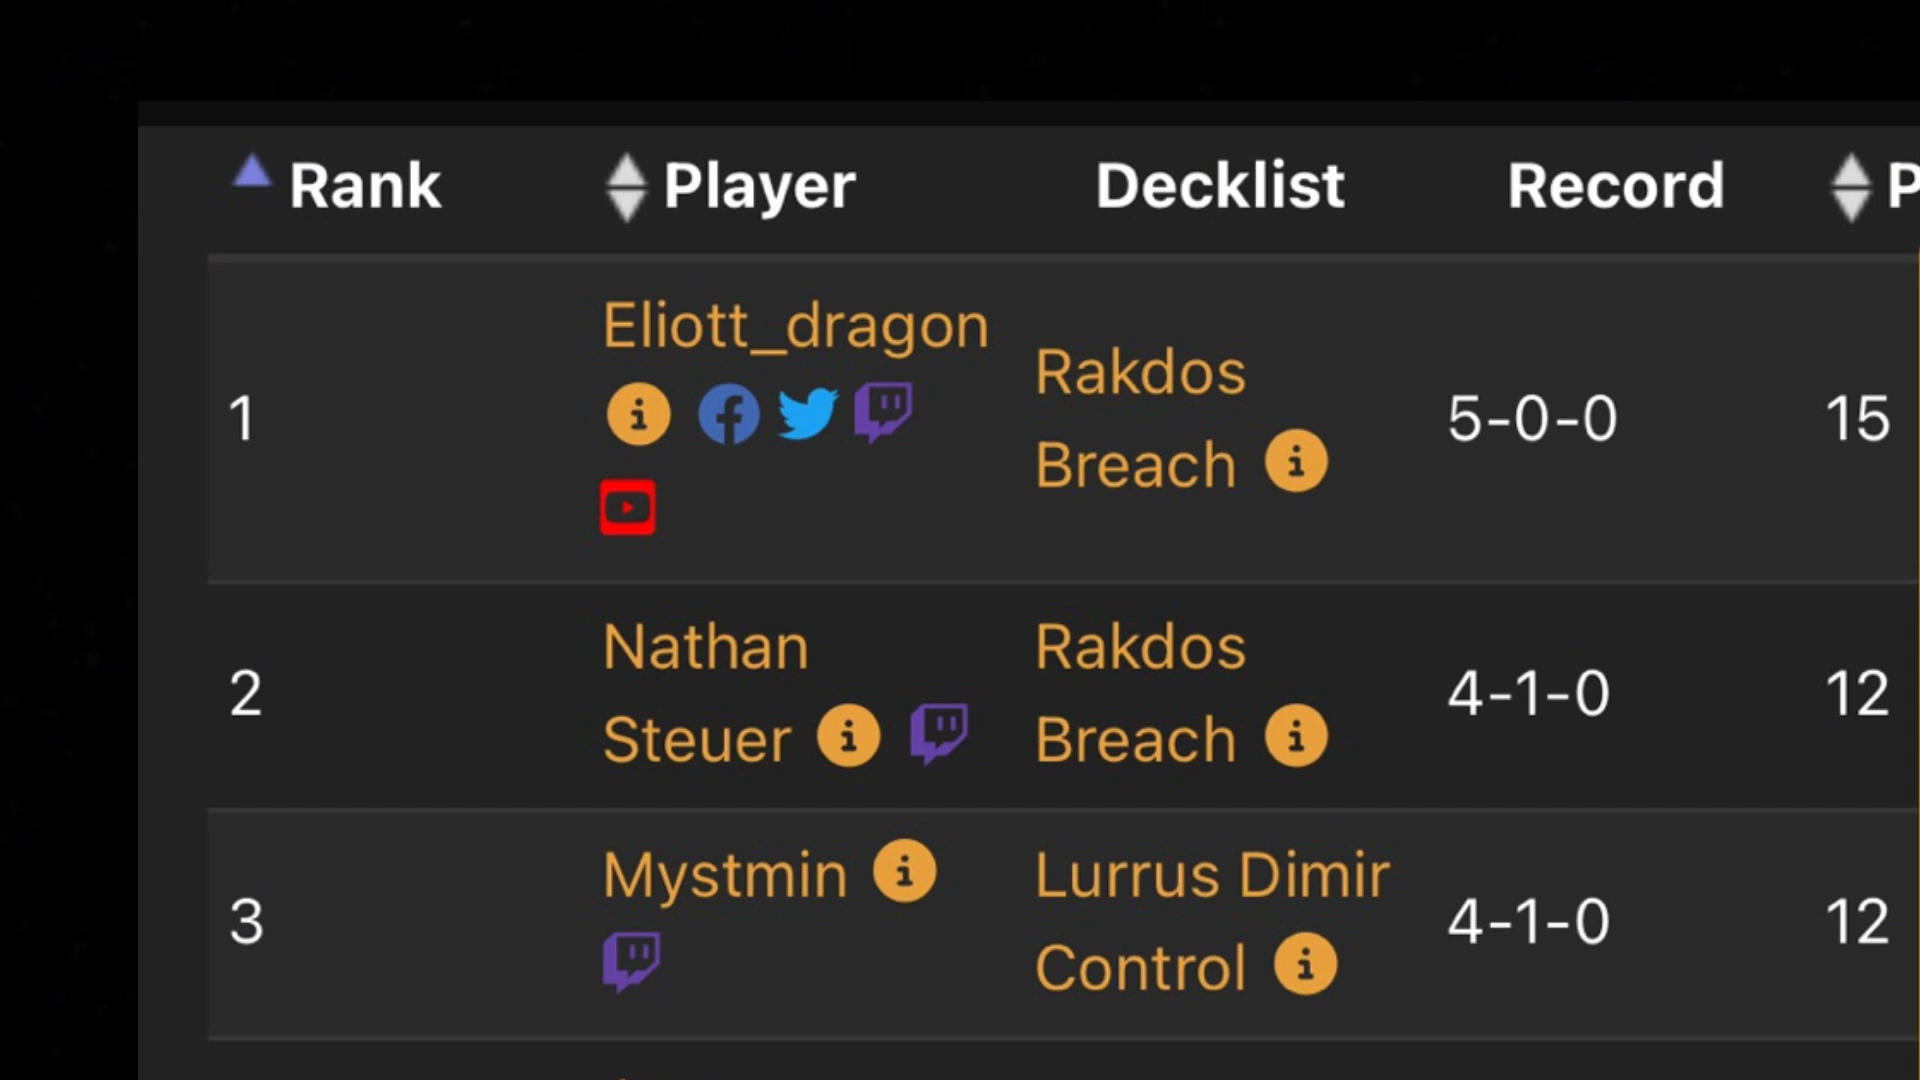 Rank Player Decklist Record P
1 Eliott_dragon Rakdos Breach 5-0-0 15
2 Nathan Steuer Rakdos Breach 4-1-0 12
3 Mystmin Lurrus Dimir Control 4-1-0 12